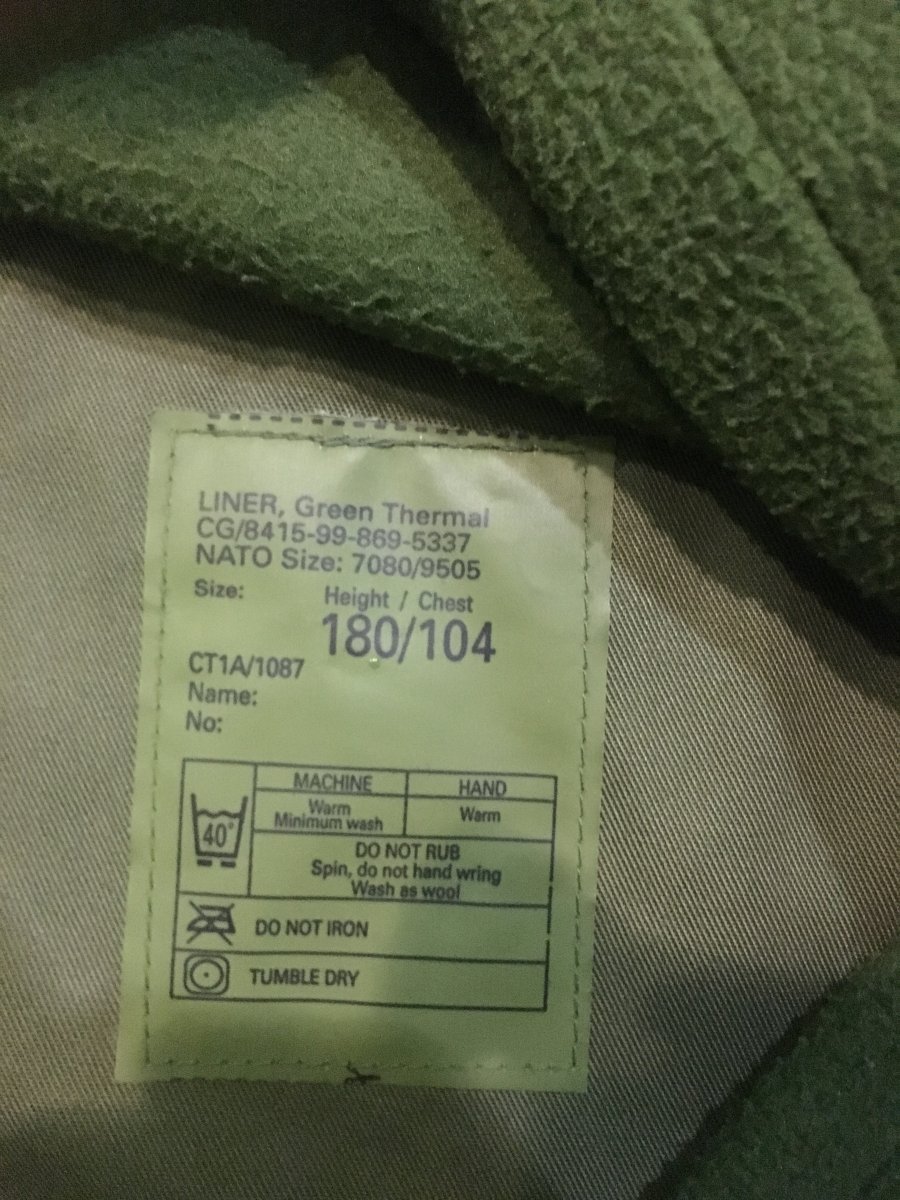 LINER, Green Thermal
CG/8415-99-869-5337
NATO Size: 7080/9505
Size: Height / Chest
180/104
CT1A/1087
Name:
No:
MACHINE HAND
Warm Warm
Minimum wash
40°
DO NOT RUB
Spin, do not hand wring
Wash as wool
DO NOT IRON
TUMBLE DRY